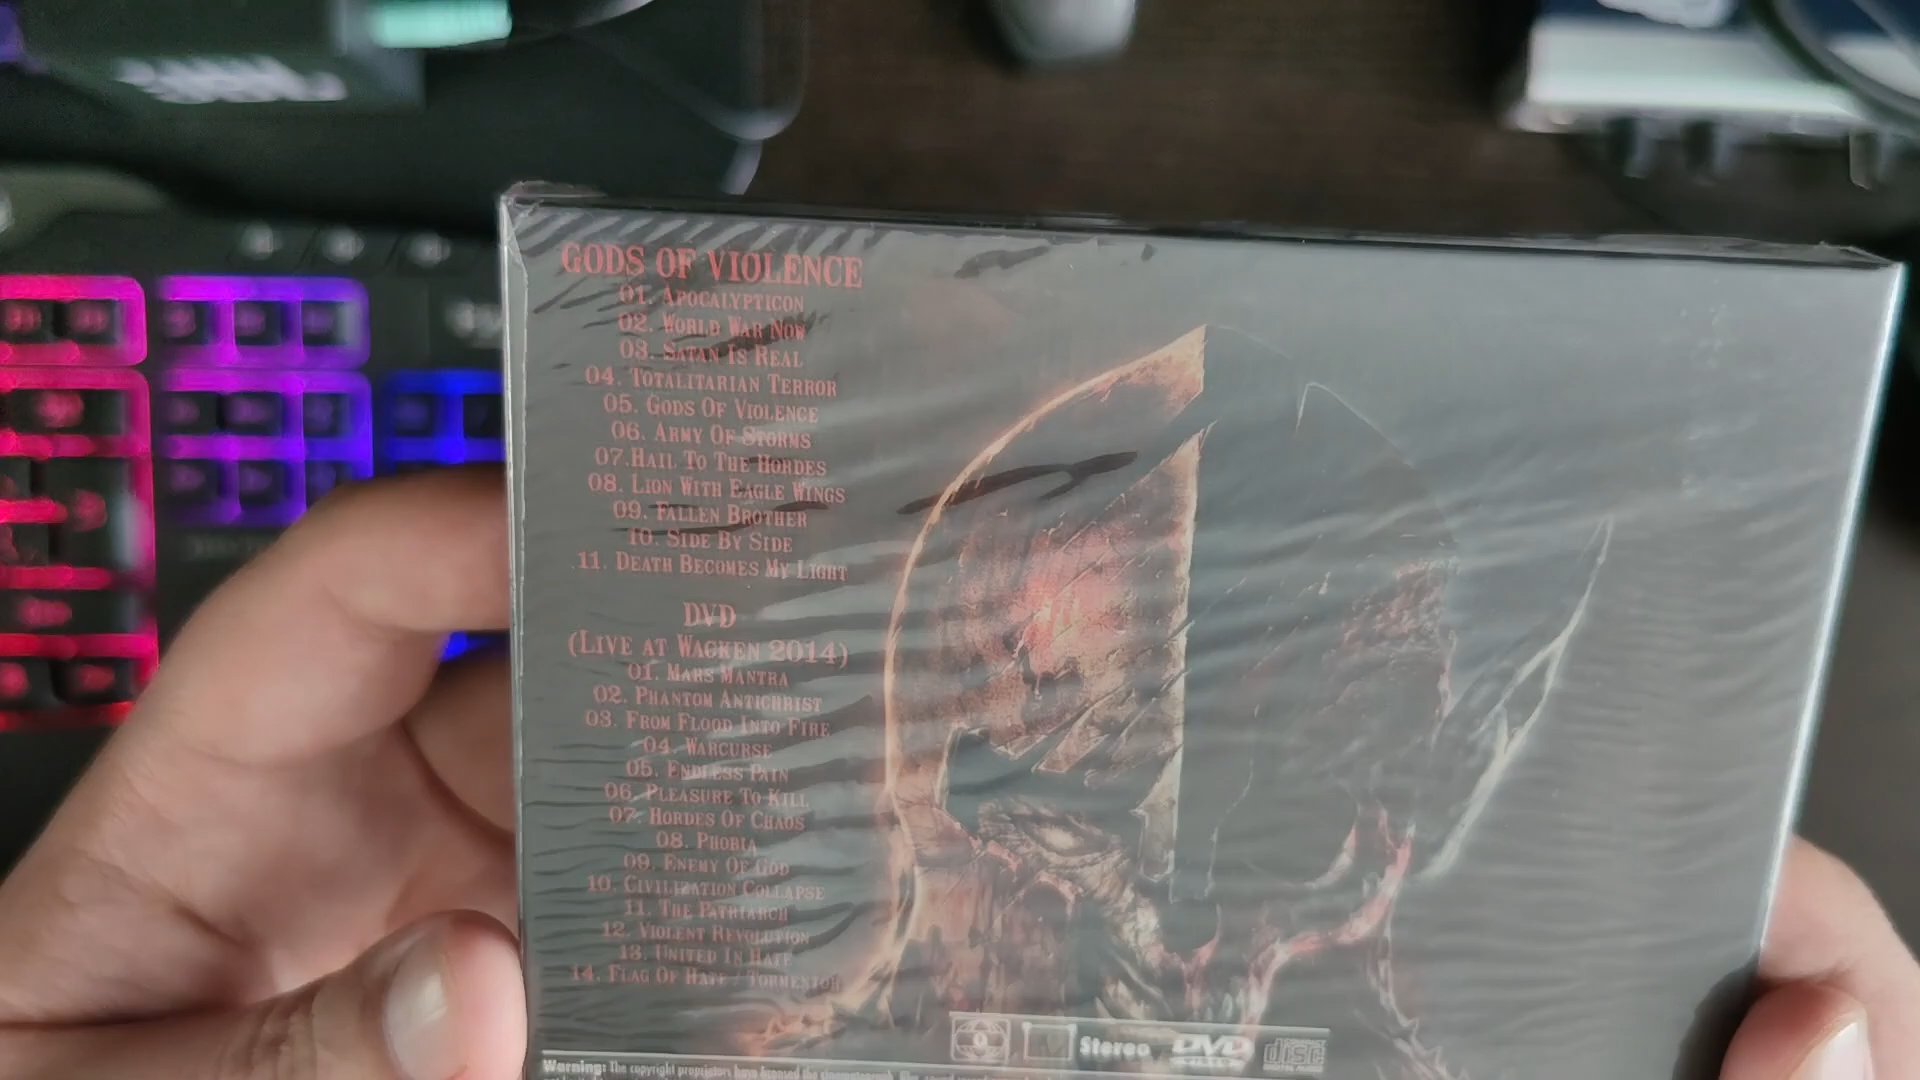 GODS OF VIOLENCE
01. APOCALYPTICON
02. WORLD WAR NOW
03. SATAN IS REAL
04. TOTALITARIAN TERROR
05. GODS OF VIOLENCE
06. ARMY OF STORMS
07.HAIL TO THE HORDES
08. LION WITH EAGLE WINGS
09. FALLEN BROTHER
10. SIDE BY SIDE
11. DEATH BECOMES MY LIGHT
DVD
(LIVE AT WACKEN 2014)
01. MARS MANTRA
02. PHANTOM ANTICHRIST
03. FROM FLOOD INTO FIRE
04. WARCURSE
05. ENDLESS PAIN
06. PLEASURE TO KILL
07. HORDES OF CHAOS
08. PHOBIA
09. ENEMY OF GOD
10. CIVILIZATION COLLAPSE
11. THE PATRIARCH
12. VIOLENT REVOLUTION
13. UNITED IN HATE
14. FLAG OF HATE / TORMENTOR
0 Stereo DVD VIDEO disc DIGITAL AUDIO
Warning: The copyright proprietors have licensed the cinematograph